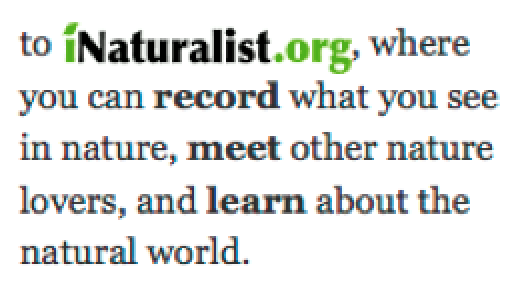 to iNaturalist.org, where
you can record what you see
in nature, meet other nature
lovers, and learn about the
natural world.